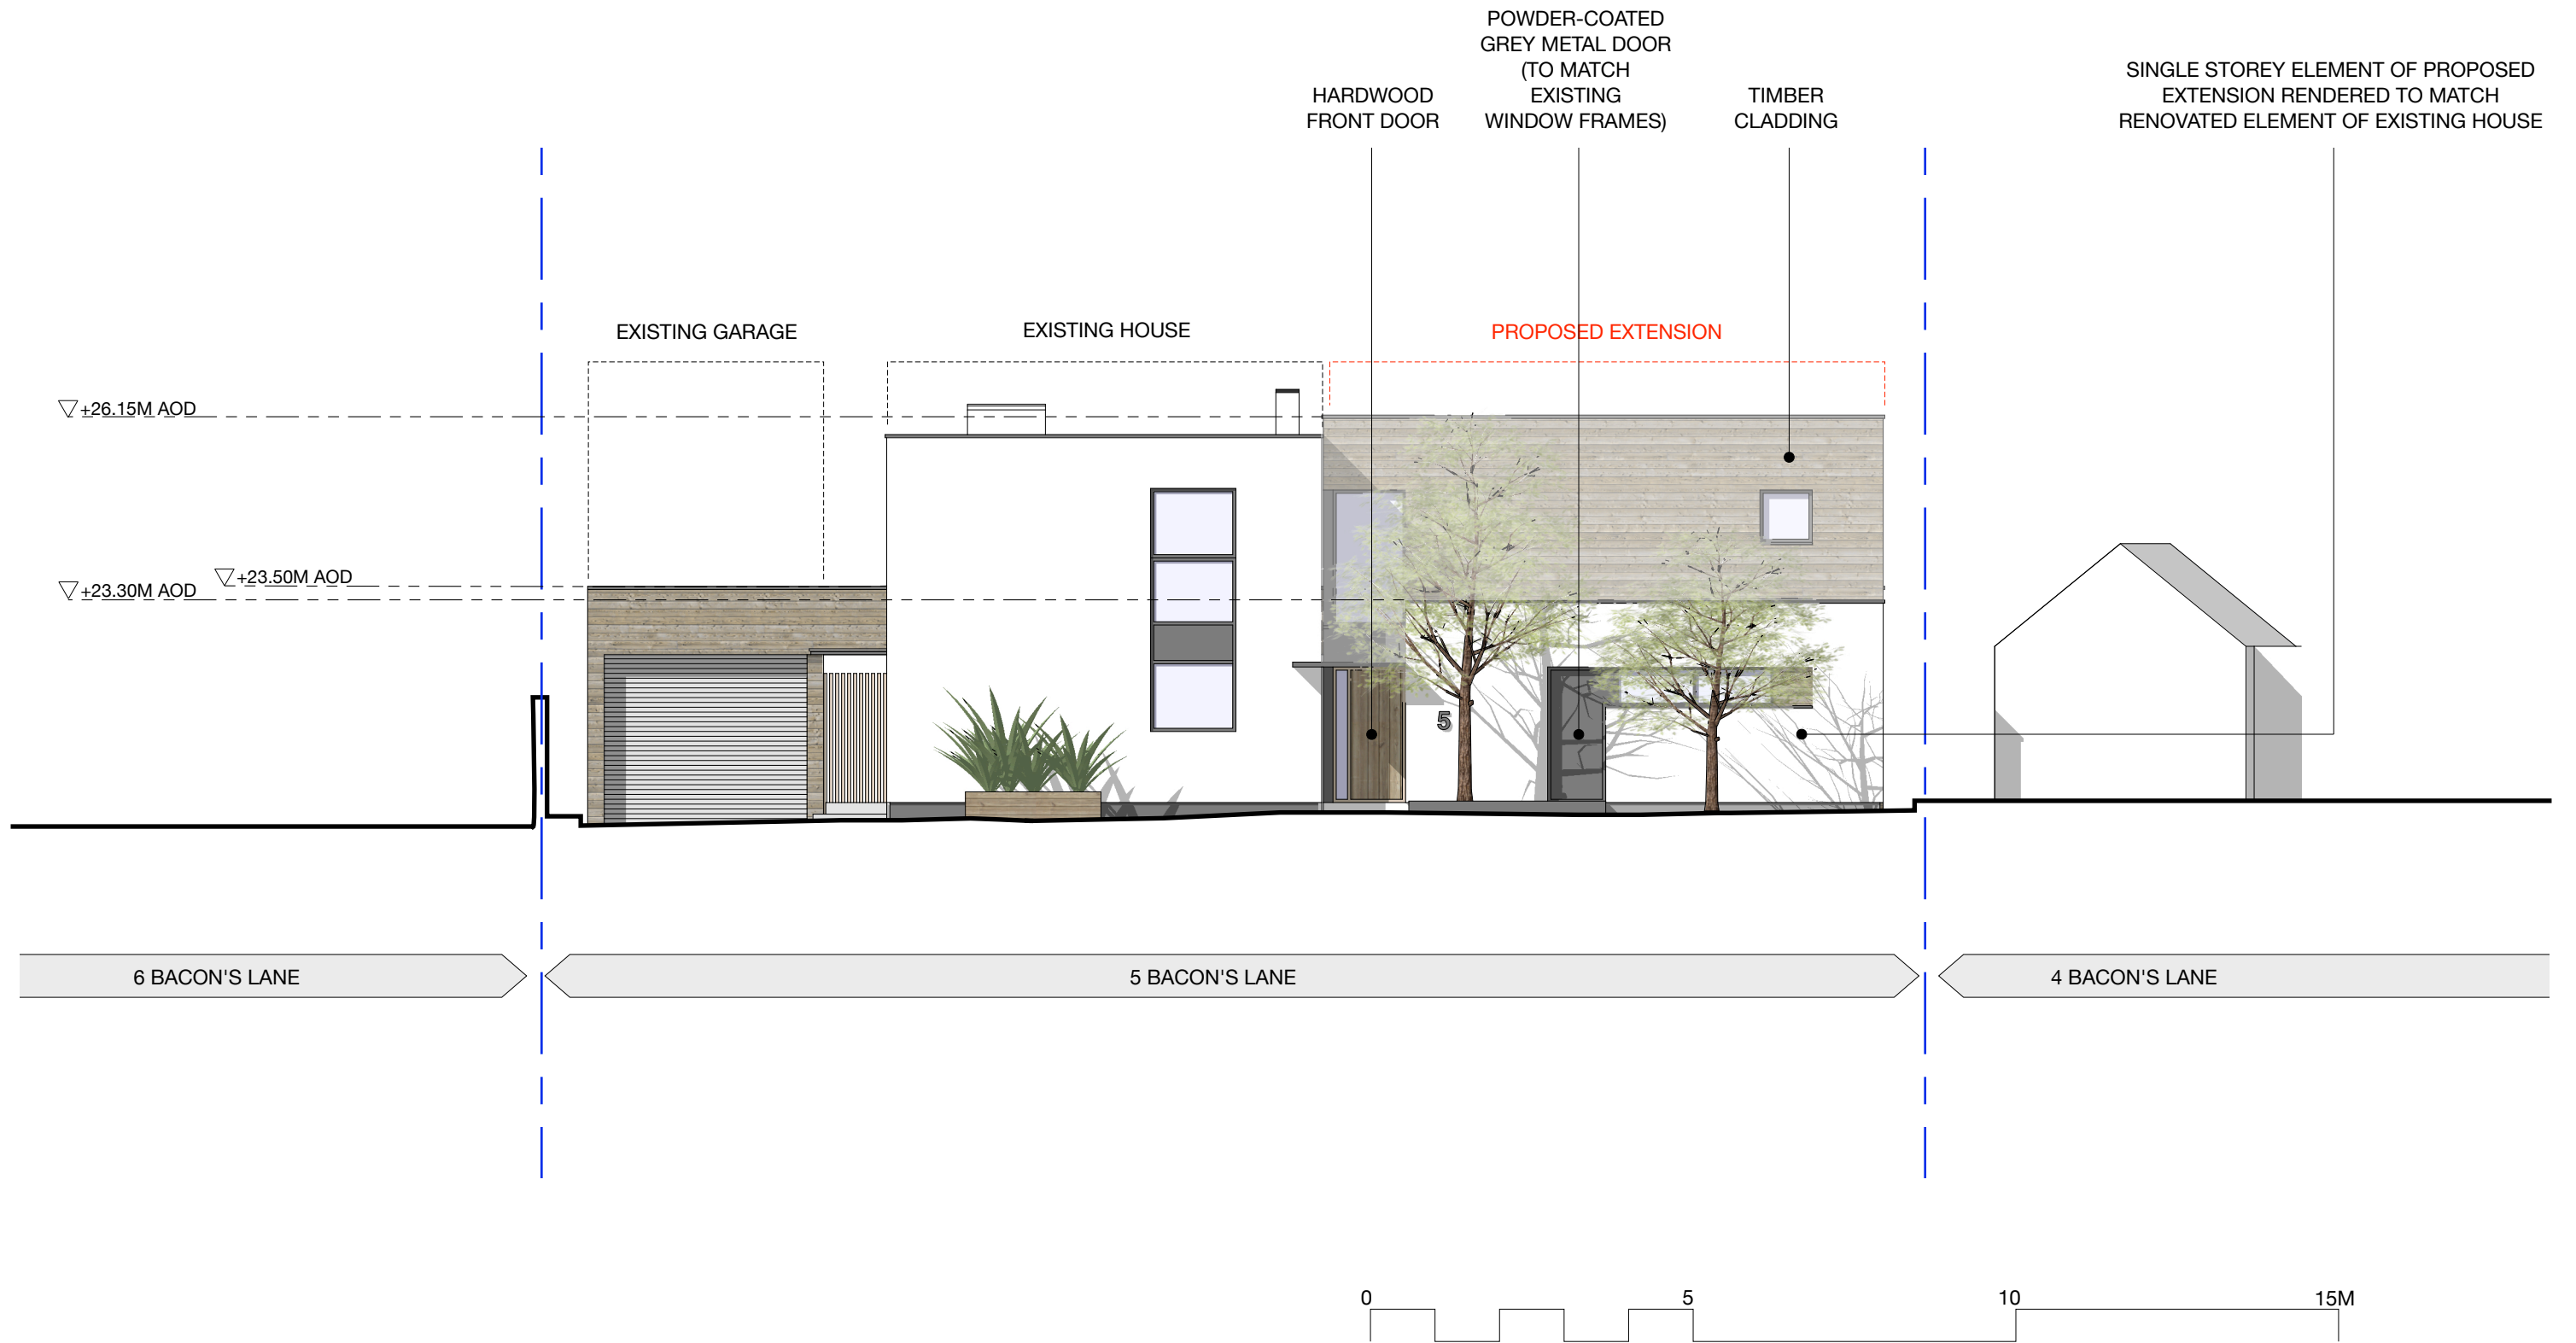 POWDER-COATED
GREY METAL DOOR
(TO MATCH
EXISTING
WINDOW FRAMES)
HARDWOOD
FRONT DOOR
TIMBER
CLADDING
SINGLE STOREY ELEMENT OF PROPOSED
EXTENSION RENDERED TO MATCH
RENOVATED ELEMENT OF EXISTING HOUSE
EXISTING GARAGE
EXISTING HOUSE
PROPOSED EXTENSION
+26.15M AOD
+23.50M AOD
+23.30M AOD
5
6 BACON'S LANE
5 BACON'S LANE
4 BACON'S LANE
0 5 10 15M